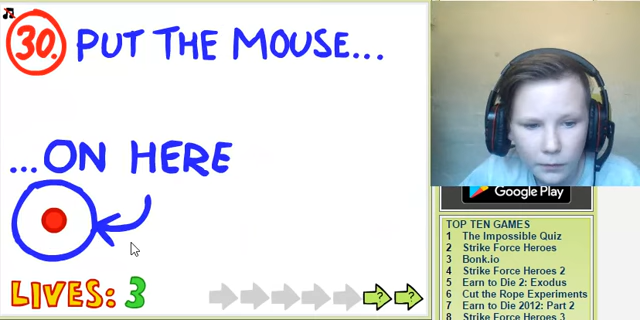 30. PUT THE MOUSE...
...ON HERE
LIVES: 3
? ?
Google Play
TOP TEN GAMES
1 The Impossible Quiz
2 Strike Force Heroes
3 Bonk.io
4 Strike Force Heroes 2
5 Earn to Die 2: Exodus
6 Cut the Rope Experiments
7 Earn to Die 2012: Part 2
8 Strike Force Heroes 3